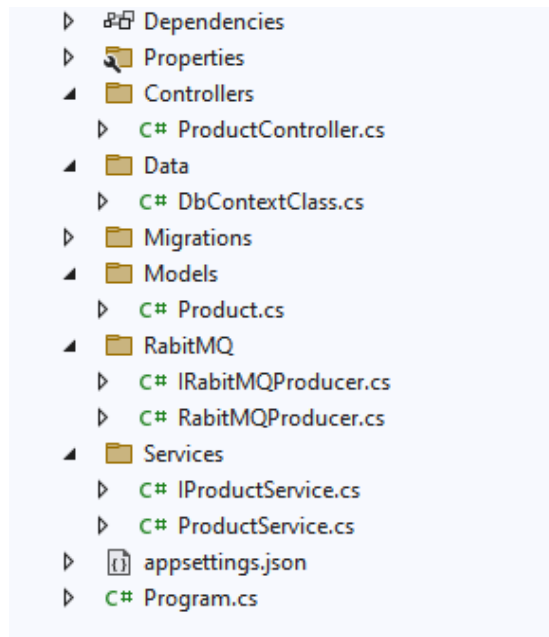 Dependencies
Properties
Controllers
C# ProductController.cs
Data
C# DbContextClass.cs
Migrations
Models
C# Product.cs
RabitMQ
C# IRabitMQProducer.cs
C# RabitMQProducer.cs
Services
C# IProductService.cs
C# ProductService.cs
appsettings.json
C# Program.cs